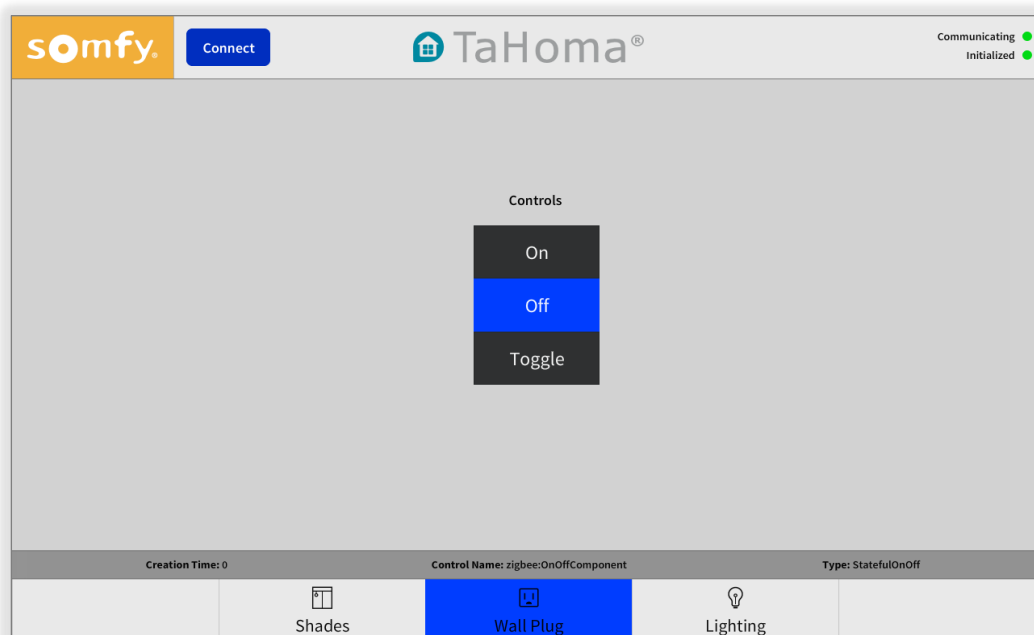 somfy.
Connect
TaHoma®
Communicating
Initialized
Controls
On
Off
Toggle
Creation Time: 0
Control Name: zigbee:OnOffComponent
Type: StatefulOnOff
Shades
Wall Plug
Lighting